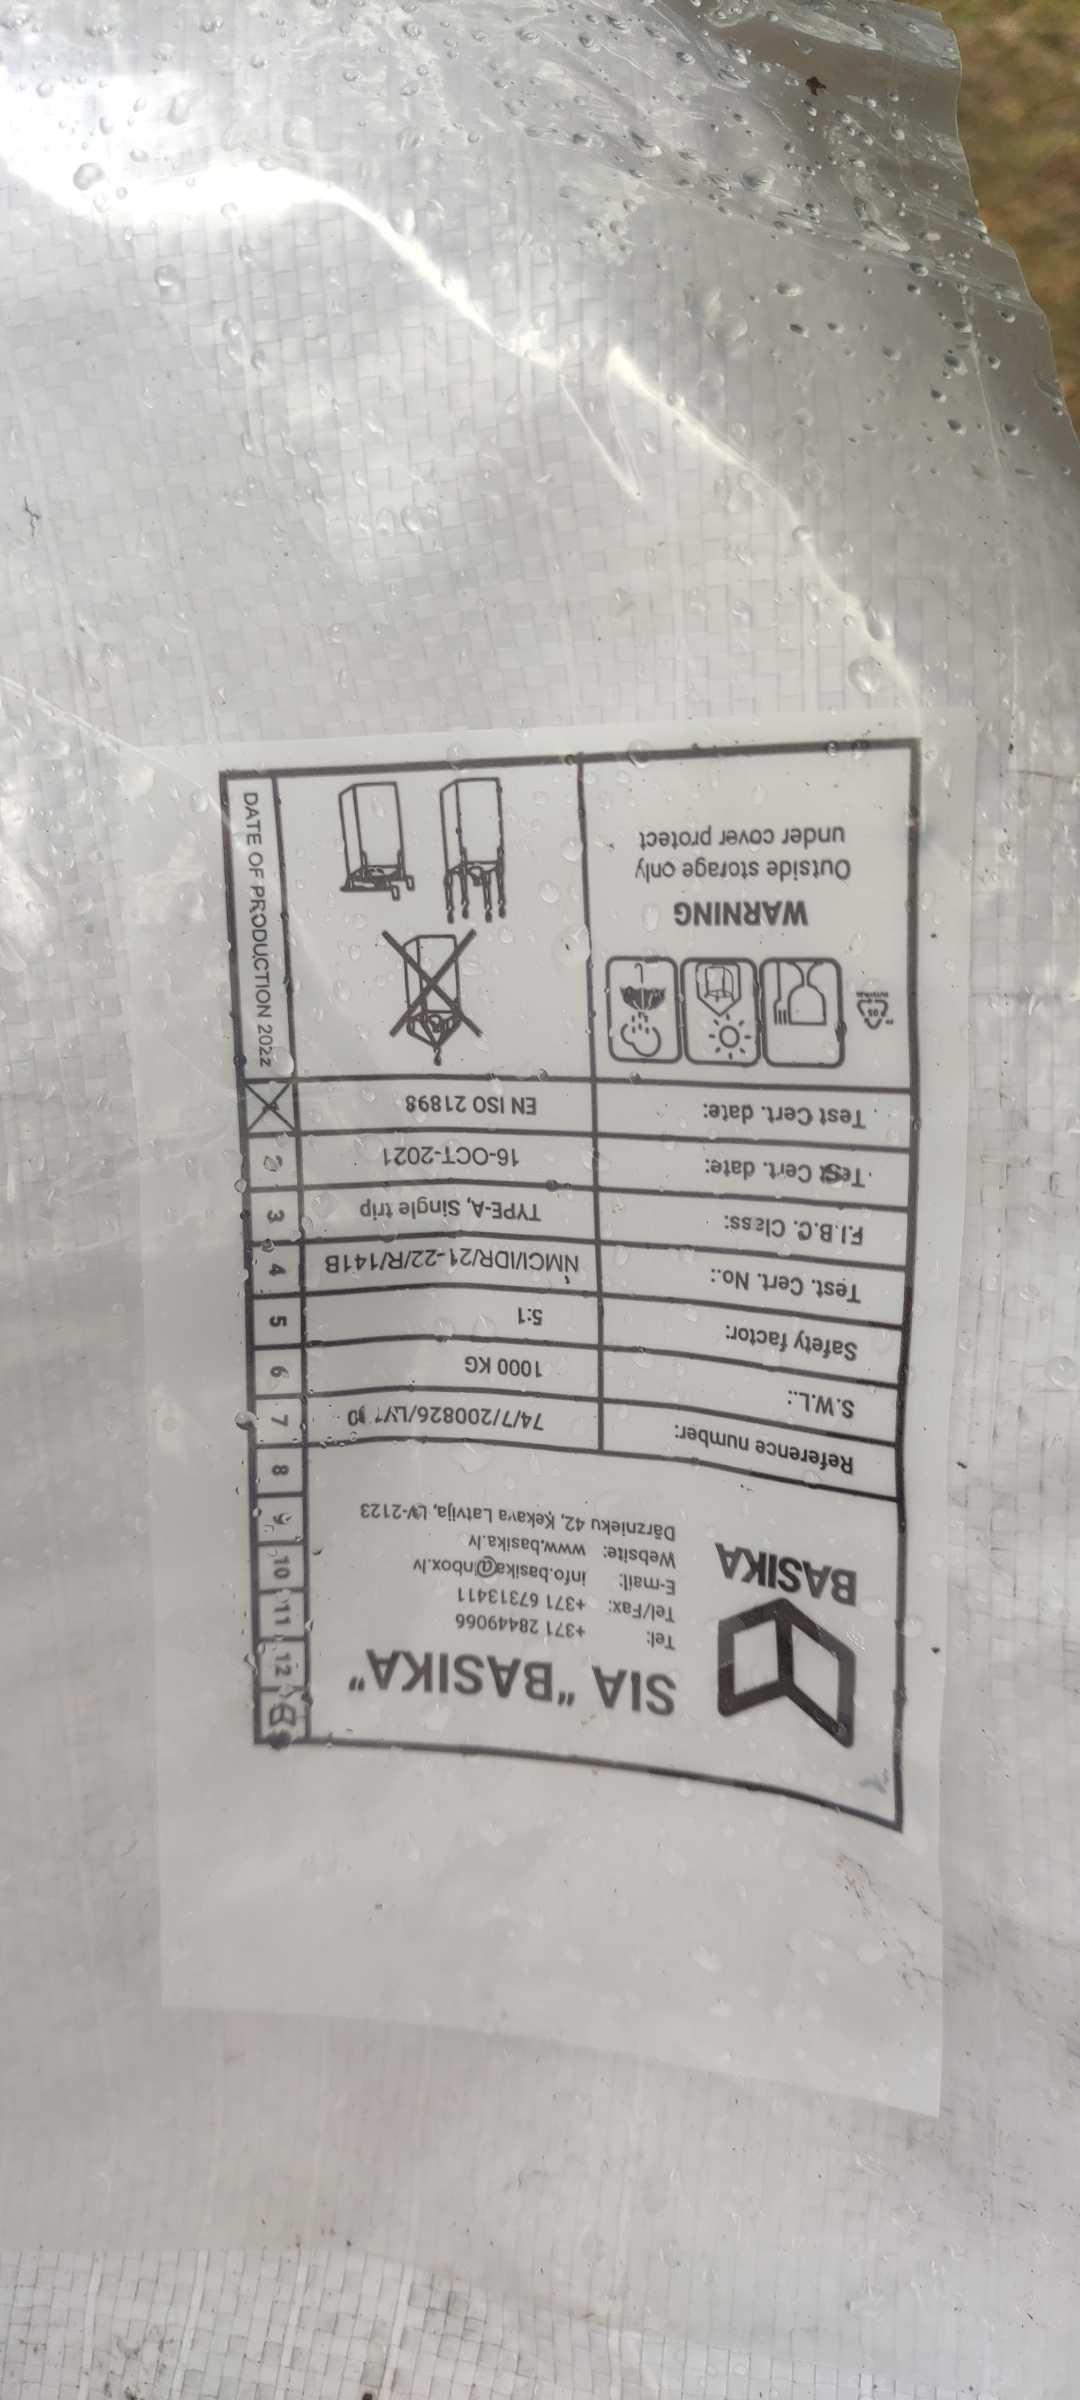 SIA "BASIKA"
BASIKA
Tel: +371 28449066
Tel/Fax: +371 67313411
E-mail: info.basika@inbox.lv
Website: www.basika.lv
Dārznieku 42, Ķekava Latvija, LV-2123
Reference number: 74/7/200826/LV
S.W.L.: 1000 KG
Safety factor: 5:1
Test. Cert. No.: NMCI/IDR/21-22/R/141B
F.I.B.C. Class: TYPE-A, Single trip
Test Cert. date: 16-OCT-2021
Test Cert. date: EN ISO 21898
05
WARNING
Outside storage only
under cover protect
DATE OF PRODUCTION 2022
2
3
4
5
6
7
8
9
10
11
12
B